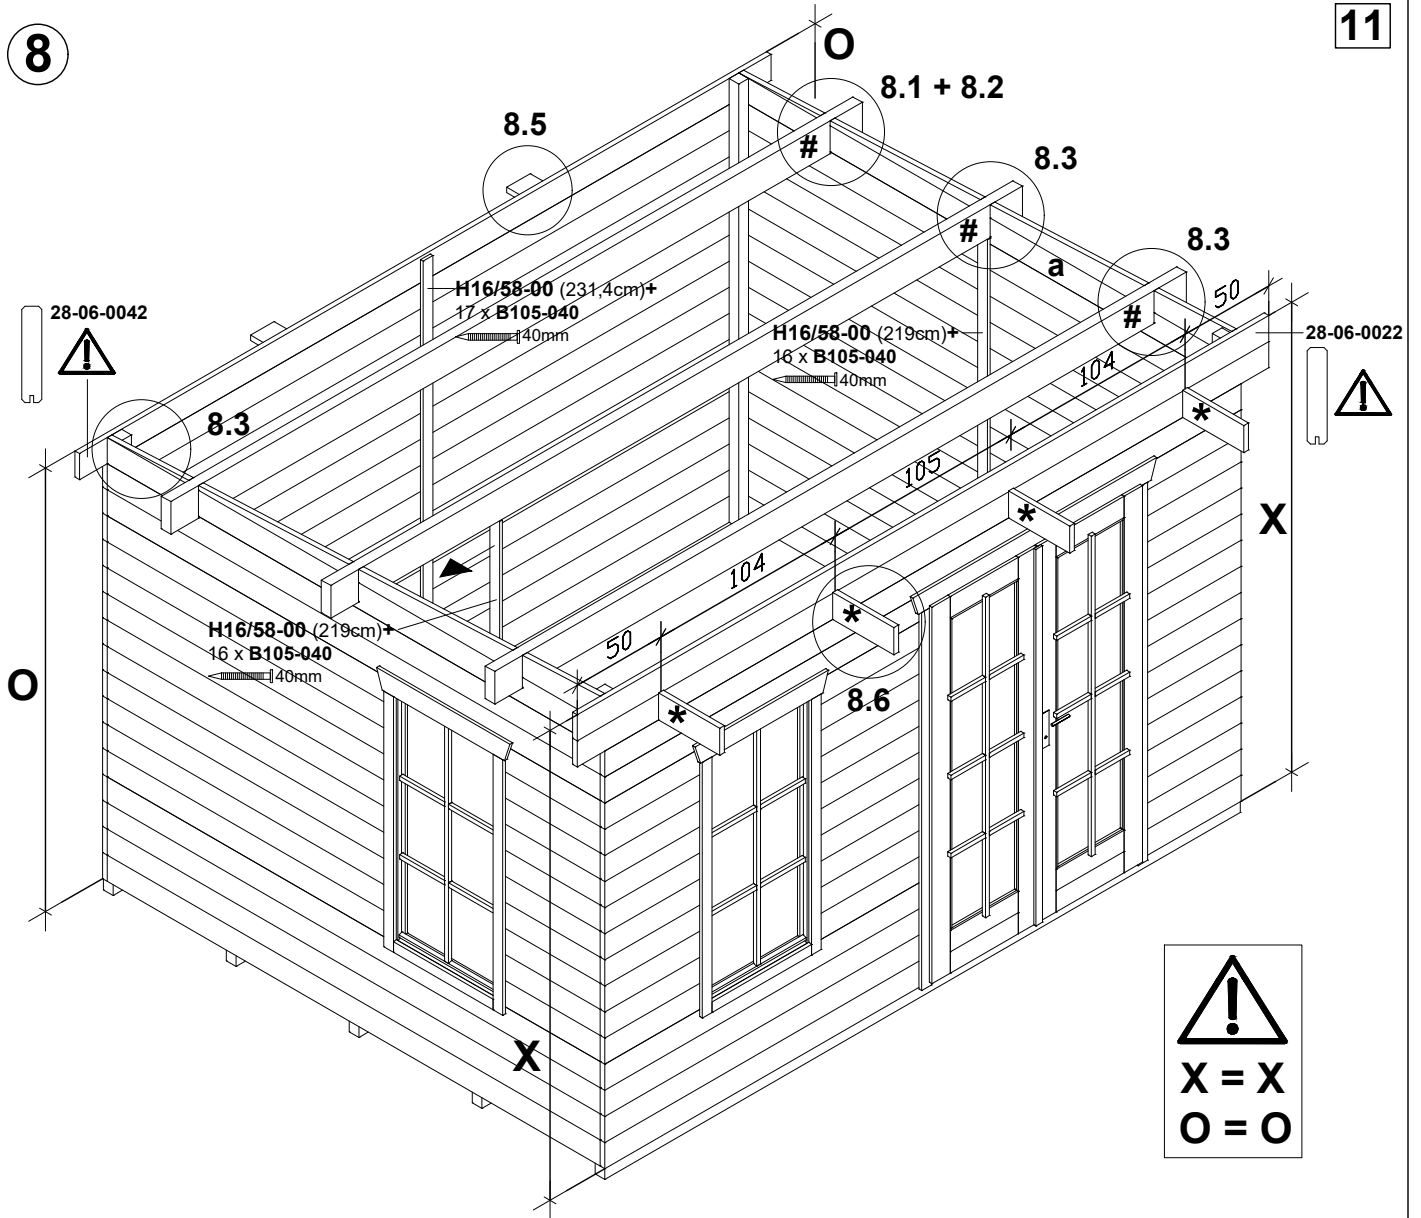 8
11
O
8.1 + 8.2
8.5
8.3
#
#
8.3
a
#
50
H16/58-00 (231,4cm)+
17 x B105-040
40mm
28-06-0042
H16/58-00 (219cm)+
16 x B105-040
40mm
28-06-0022
104
8.3
*
105
*
X
104
*
H16/58-00 (219cm)+
16 x B105-040
40mm
50
O
8.6
*
X
X = X
O = O